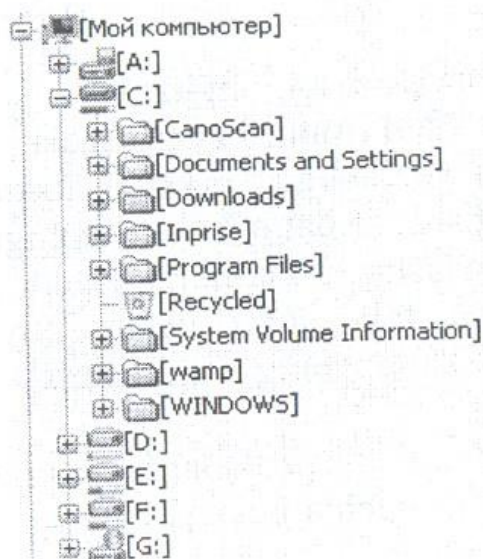 [Мой компьютер]
[A:]
[C:]
[CanoScan]
[Documents and Settings]
[Downloads]
[Inprise]
[Program Files]
[Recycled]
[System Volume Information]
[wamp]
[WINDOWS]
[D:]
[E:]
[F:]
[G:]